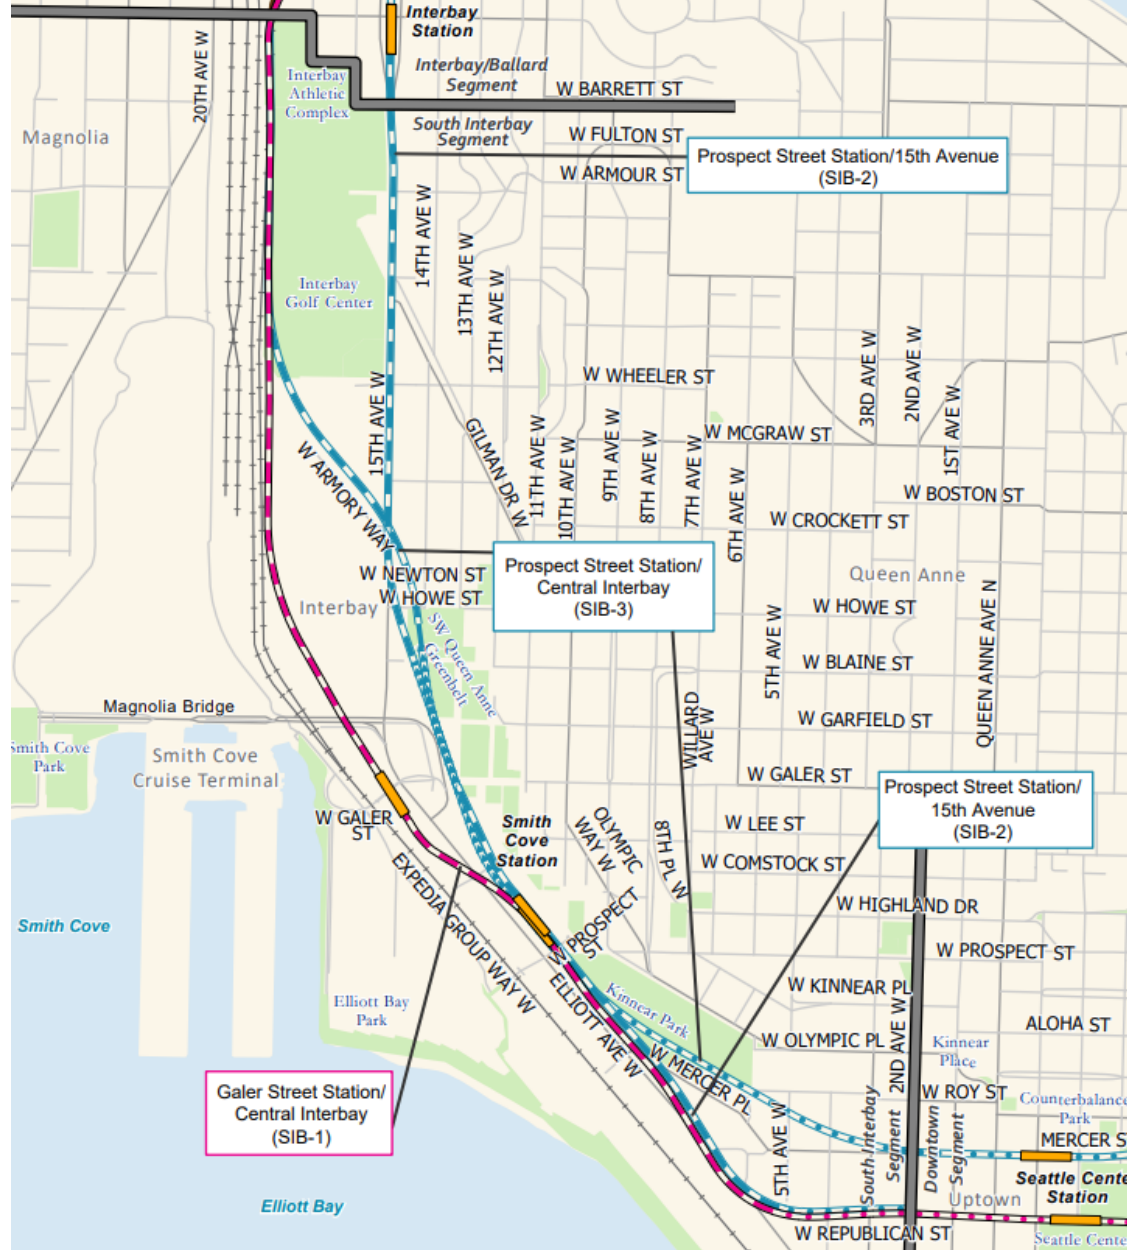 Interbay
Station
20TH AVE W
Interbay
Athletic
Complex
Interbay/Ballard
Segment
W BARRETT ST
Magnolia
South Interbay
Segment
W FULTON ST
Prospect Street Station/15th Avenue
(SIB-2)
W ARMOUR ST
14TH AVE W
13TH AVE W
12TH AVE W
Interbay
Golf Center
15TH AVE W
W WHEELER ST
3RD AVE W
2ND AVE W
1ST AVE W
GILMAN DR W
11TH AVE W
10TH AVE W
9TH AVE W
8TH AVE W
7TH AVE W
W MCGRAW ST
6TH AVE W
W BOSTON ST
W CROCKETT ST
W ARMORY WAY
Prospect Street Station/
Central Interbay
(SIB-3)
W NEWTON ST
W HOWE ST
Interbay
Queen Anne
W HOWE ST
QUEEN ANNE AVE N
5TH AVE W
SW Queen Anne
Greenbelt
W BLAINE ST
WILLARD
AVE W
W GARFIELD ST
Magnolia Bridge
Smith Cove
Park
Smith Cove
Cruise Terminal
W GALER ST
Prospect Street Station/
15th Avenue
(SIB-2)
W GALER
ST
Smith
Cove
Station
OLYMPIC
WAY W
8TH PL W
W LEE ST
W COMSTOCK ST
EXPEDIA GROUP WAY W
W HIGHLAND DR
Smith Cove
W PROSPECT
ST
W PROSPECT ST
Elliott Bay
Park
ELLIOTT AVE W
Kinnear Park
W KINNEAR PL
2ND AVE W
ALOHA ST
W OLYMPIC PL
Kinnear
Place
W MERCER PL
W ROY ST
Counterbalance
Park
Galer Street Station/
Central Interbay
(SIB-1)
5TH AVE W
South Interbay
Segment
Downtown
Segment
MERCER S
Seattle Cente
Station
Uptown
Elliott Bay
W REPUBLICAN ST
Seattle Cente